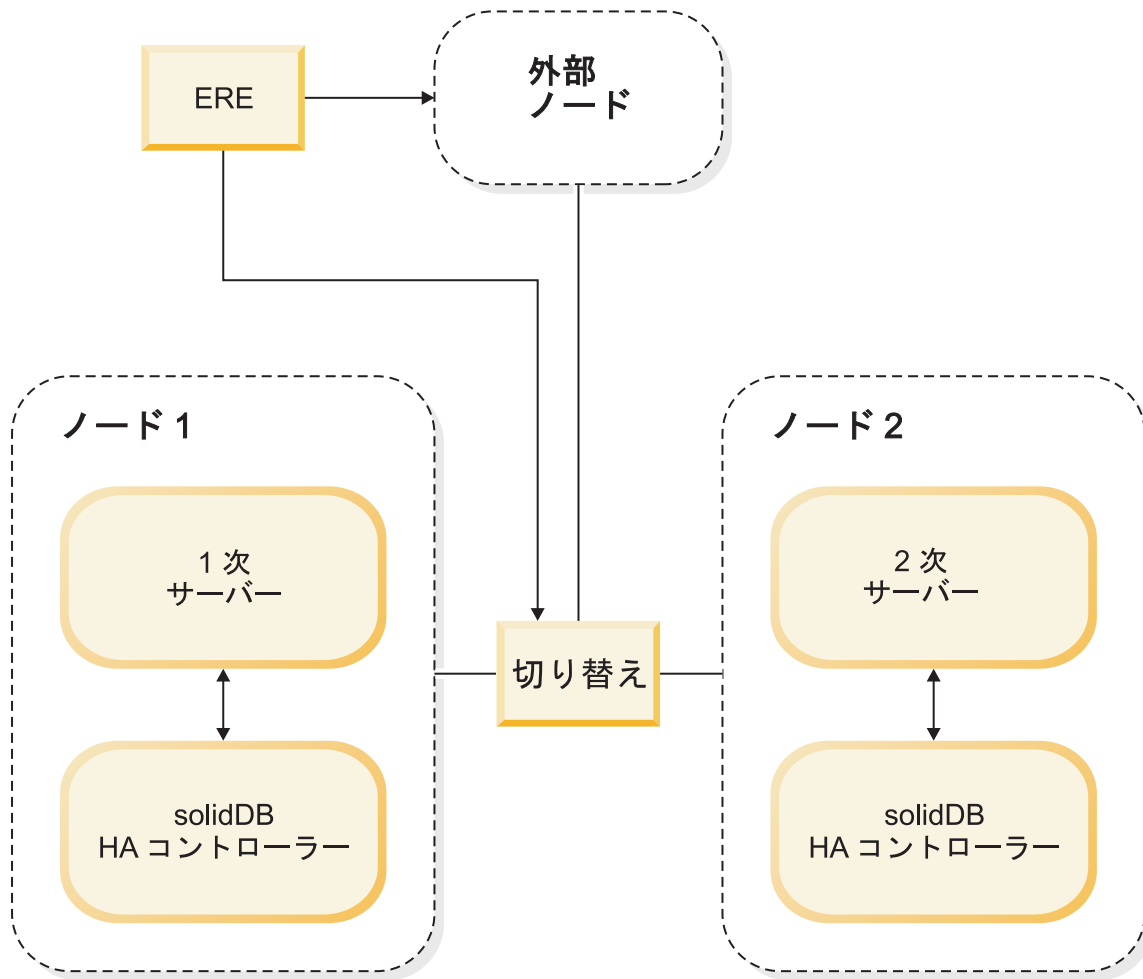 ERE
外部
ノード
ノード 1
1 次
サーバー
solidDB
HA コントローラー
切り替え
ノード 2
2 次
サーバー
solidDB
HA コントローラー